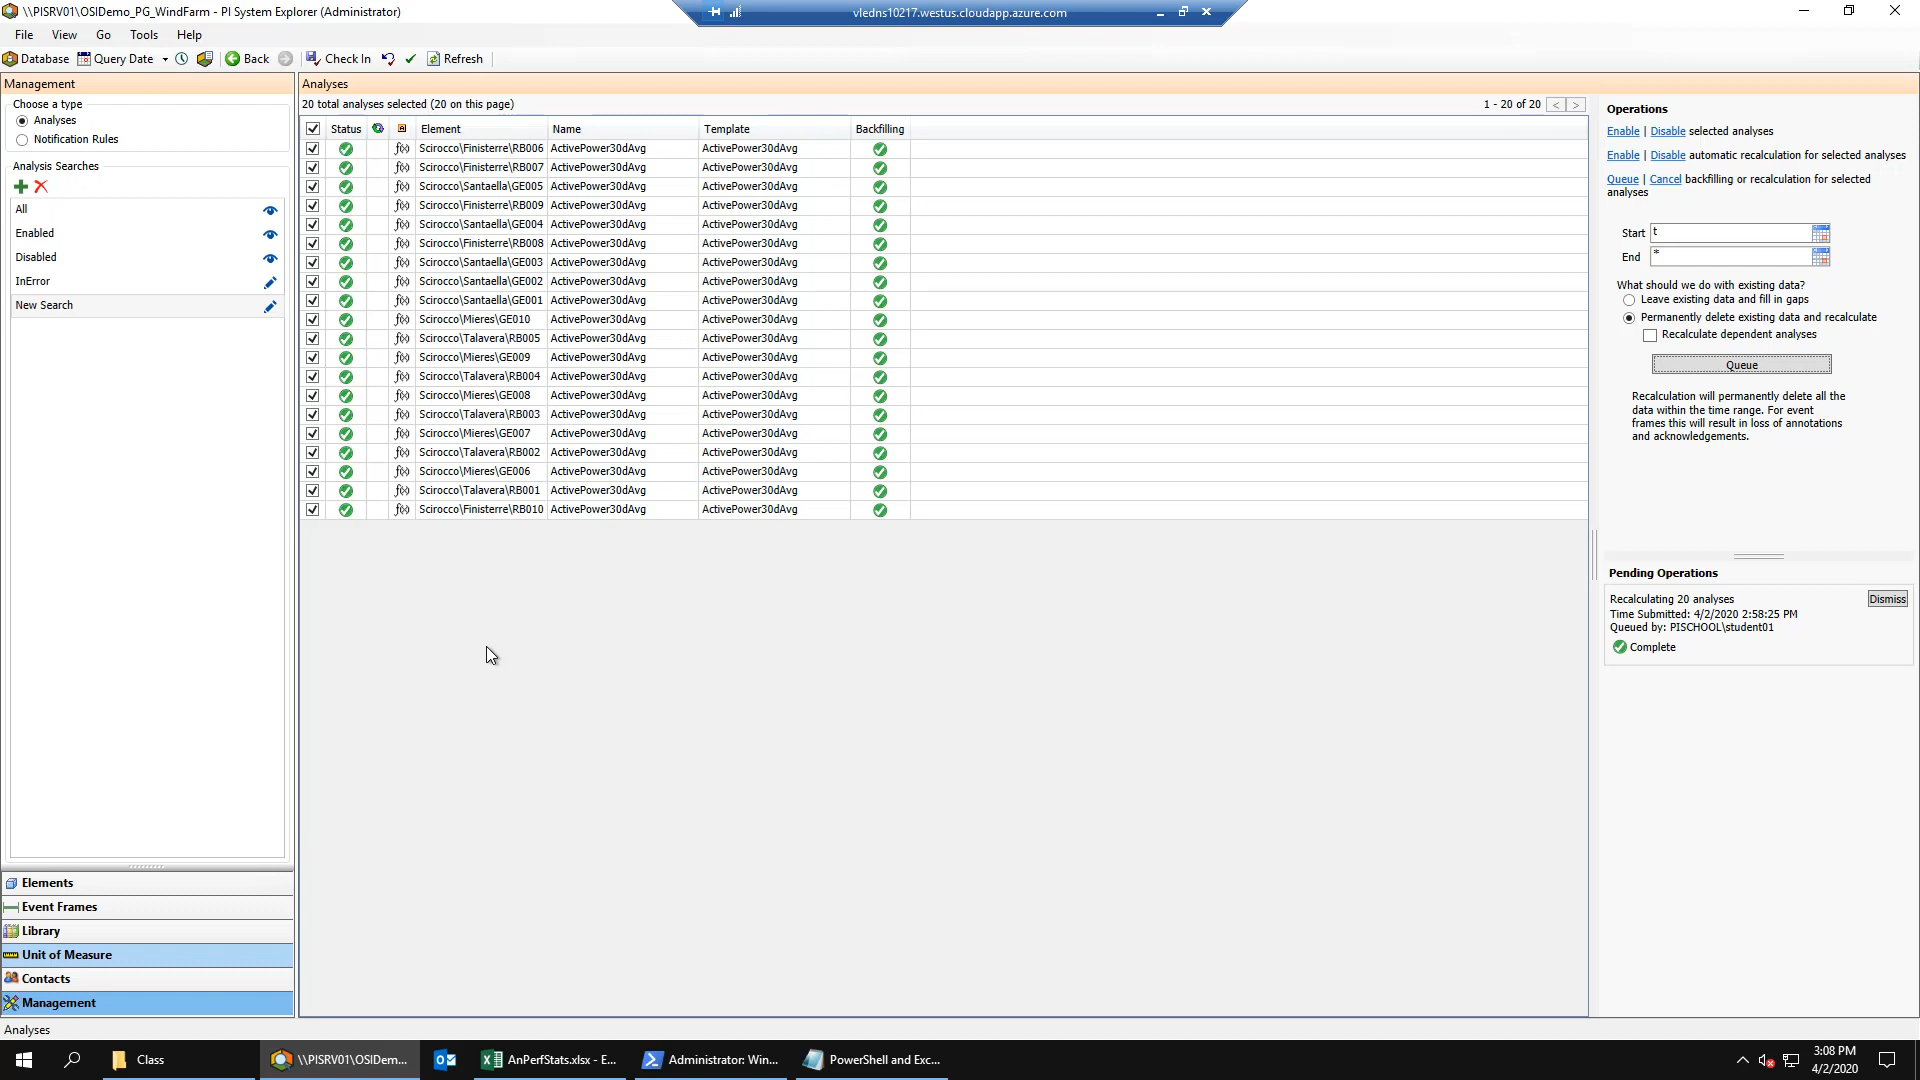 \\PISRV01\OSIDemo_PG_WindFarm - PI System Explorer (Administrator)
vledns10217.westus.cloudapp.azure.com
File View Go Tools Help
Database Query Date Back Check In Refresh
Management
Choose a type
Analyses
Notification Rules
Analysis Searches
All
Enabled
Disabled
InError
New Search
Elements
Event Frames
Library
Unit of Measure
Contacts
Management
Analyses
20 total analyses selected (20 on this page) 1 - 20 of 20 < >
Status Element Name Template Backfilling
f(x) Scirocco\Finisterre\RB006 ActivePower30dAvg ActivePower30dAvg
f(x) Scirocco\Finisterre\RB007 ActivePower30dAvg ActivePower30dAvg
f(x) Scirocco\Santaella\GE005 ActivePower30dAvg ActivePower30dAvg
f(x) Scirocco\Finisterre\RB009 ActivePower30dAvg ActivePower30dAvg
f(x) Scirocco\Santaella\GE004 ActivePower30dAvg ActivePower30dAvg
f(x) Scirocco\Finisterre\RB008 ActivePower30dAvg ActivePower30dAvg
f(x) Scirocco\Santaella\GE003 ActivePower30dAvg ActivePower30dAvg
f(x) Scirocco\Santaella\GE002 ActivePower30dAvg ActivePower30dAvg
f(x) Scirocco\Santaella\GE001 ActivePower30dAvg ActivePower30dAvg
f(x) Scirocco\Mieres\GE010 ActivePower30dAvg ActivePower30dAvg
f(x) Scirocco\Talavera\RB005 ActivePower30dAvg ActivePower30dAvg
f(x) Scirocco\Mieres\GE009 ActivePower30dAvg ActivePower30dAvg
f(x) Scirocco\Talavera\RB004 ActivePower30dAvg ActivePower30dAvg
f(x) Scirocco\Mieres\GE008 ActivePower30dAvg ActivePower30dAvg
f(x) Scirocco\Talavera\RB003 ActivePower30dAvg ActivePower30dAvg
f(x) Scirocco\Mieres\GE007 ActivePower30dAvg ActivePower30dAvg
f(x) Scirocco\Talavera\RB002 ActivePower30dAvg ActivePower30dAvg
f(x) Scirocco\Mieres\GE006 ActivePower30dAvg ActivePower30dAvg
f(x) Scirocco\Talavera\RB001 ActivePower30dAvg ActivePower30dAvg
f(x) Scirocco\Finisterre\RB010 ActivePower30dAvg ActivePower30dAvg
Operations
Enable | Disable selected analyses
Enable | Disable automatic recalculation for selected analyses
Queue | Cancel backfilling or recalculation for selected
analyses
Start t
End *
What should we do with existing data?
Leave existing data and fill in gaps
Permanently delete existing data and recalculate
Recalculate dependent analyses
Queue
Recalculation will permanently delete all the
data within the time range. For event
frames this will result in loss of annotations
and acknowledgements.
Pending Operations
Recalculating 20 analyses Dismiss
Time Submitted: 4/2/2020 2:58:25 PM
Queued by: PISCHOOL\student01
Complete
Analyses
Class \\PISRV01\OSIDem... AnPerfStats.xlsx - E... Administrator: Win... PowerShell and Exc...
3:08 PM
4/2/2020